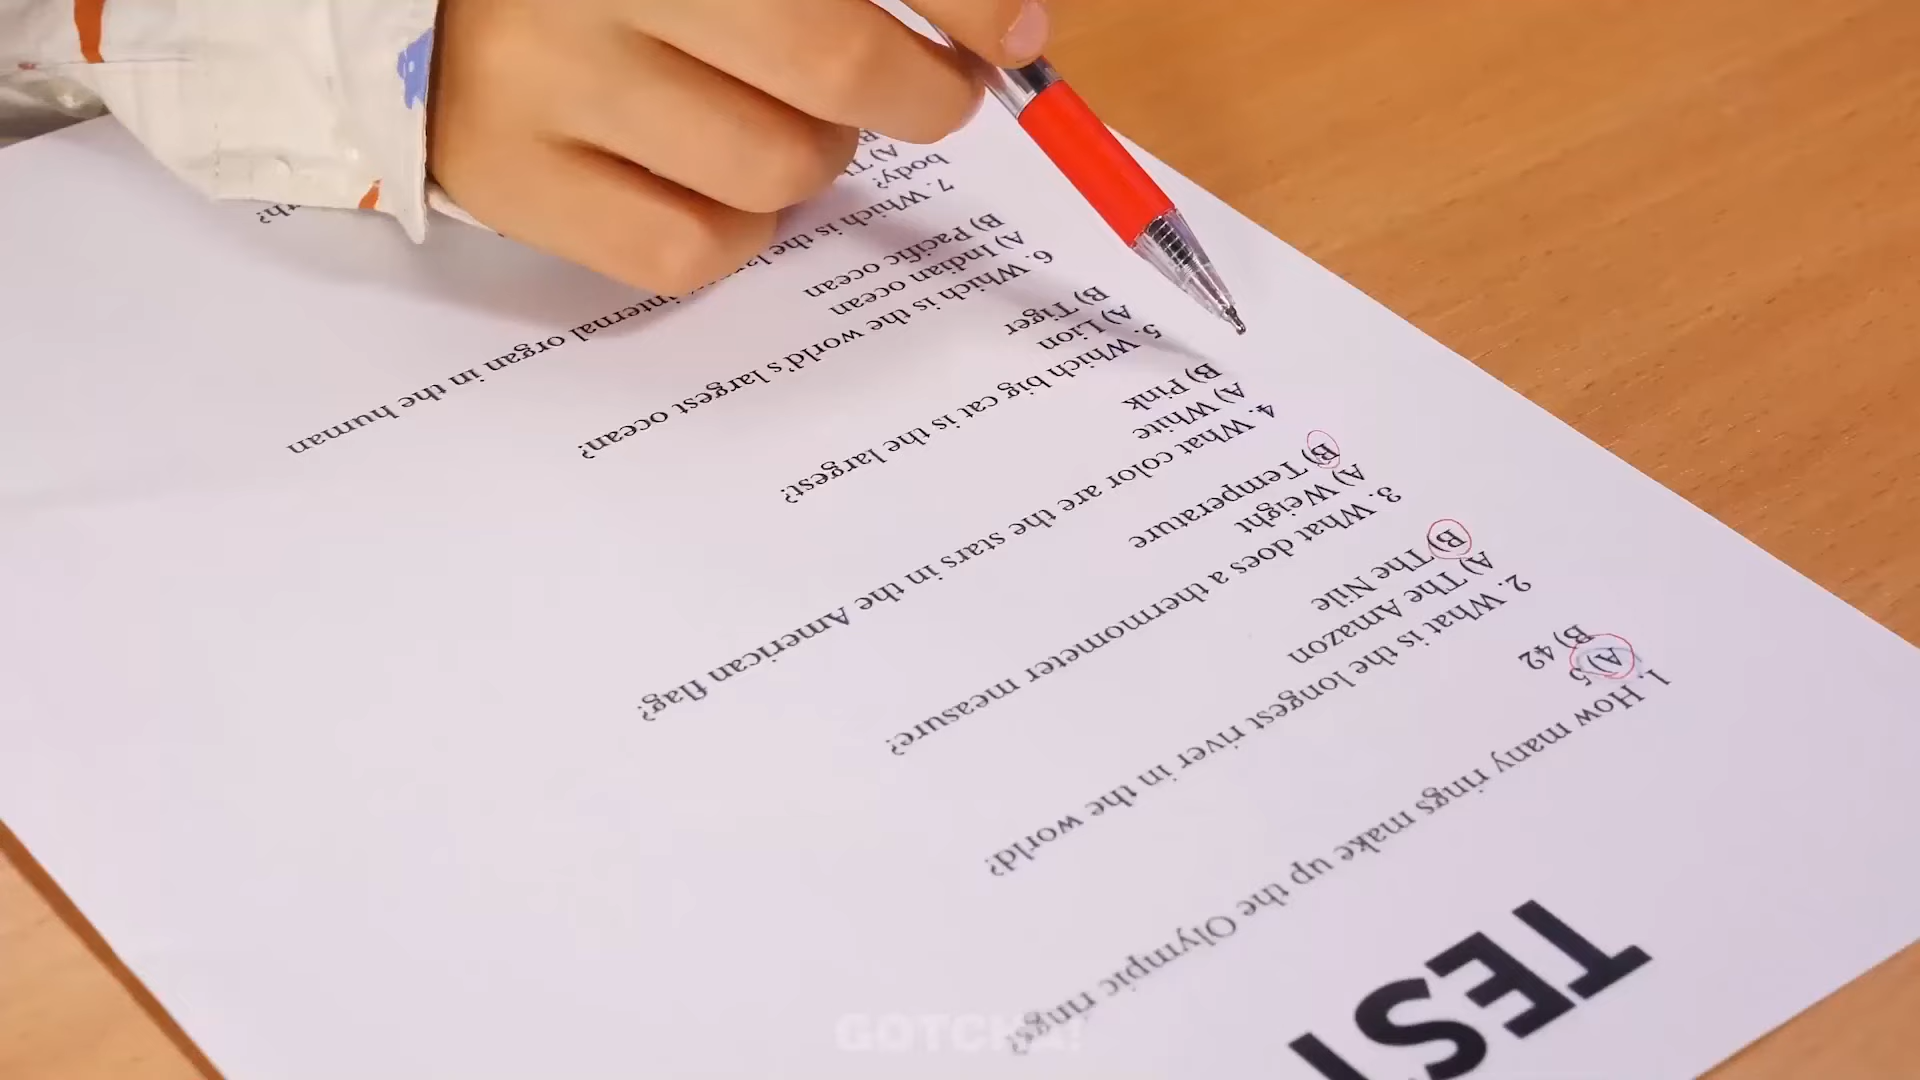 TEST
1. How many rings make up the Olympic rings?
A) 5
B) 42
2. What is the longest river in the world?
A) The Amazon
B) The Nile
3. What does a thermometer measure?
A) Weight
B) Temperature
4. What color are the stars in the American flag?
A) White
B) Pink
5. Which big cat is the largest?
A) Lion
B) Tiger
6. Which is the world's largest ocean?
A) Indian ocean
B) Pacific ocean
7. Which is the internal organ in the human
body?
A)
B)
GOTCHA!